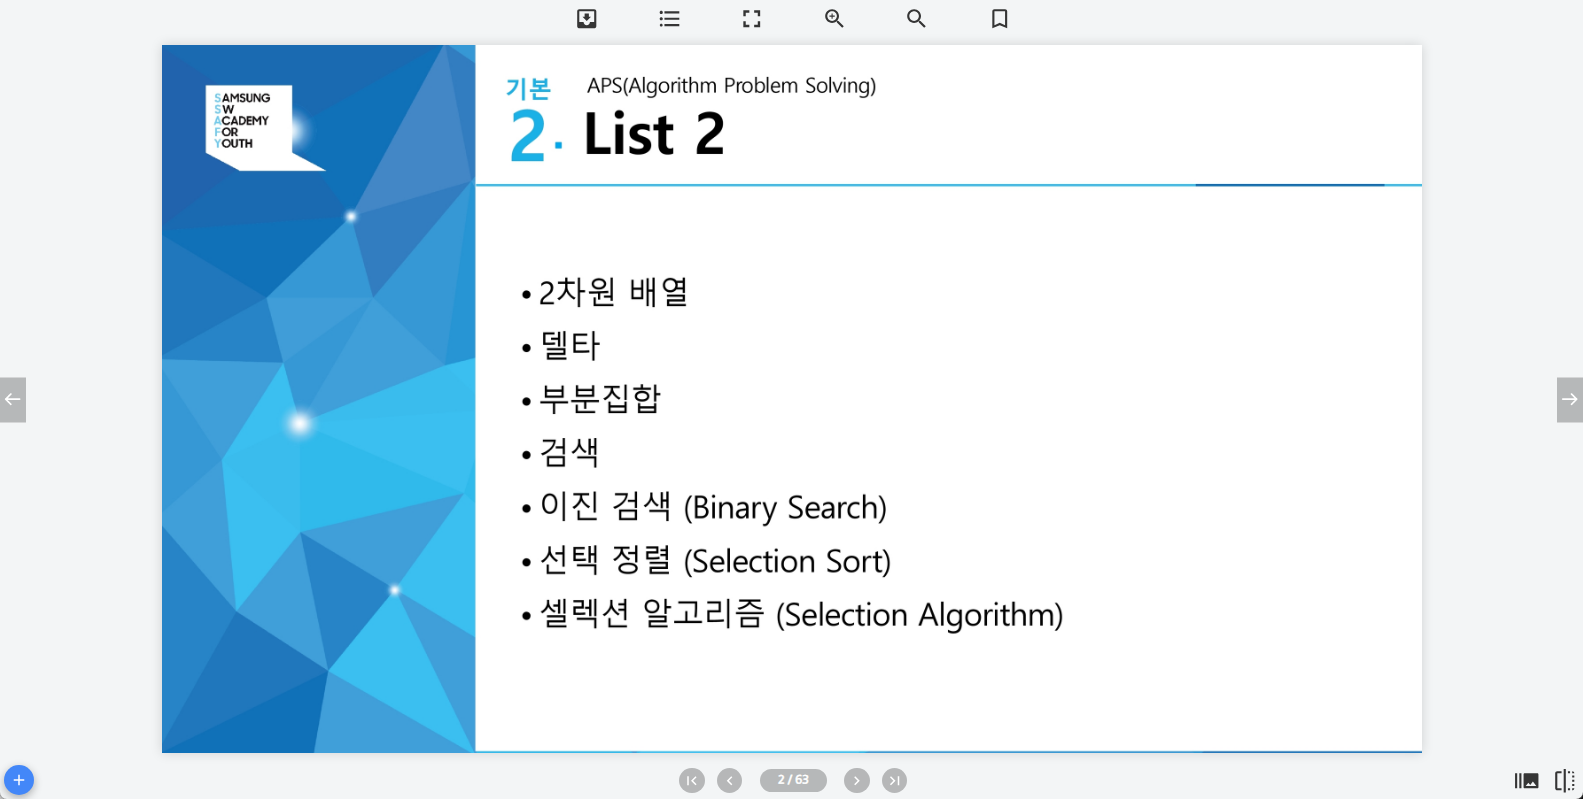 SAMSUNG
SW
ACADEMY
FOR
YOUTH
기본
APS(Algorithm Problem Solving)
2. List 2
• 2차원 배열
• 델타
• 부분집합
• 검색
• 이진 검색 (Binary Search)
• 선택 정렬 (Selection Sort)
• 셀렉션 알고리즘 (Selection Algorithm)
2 / 63